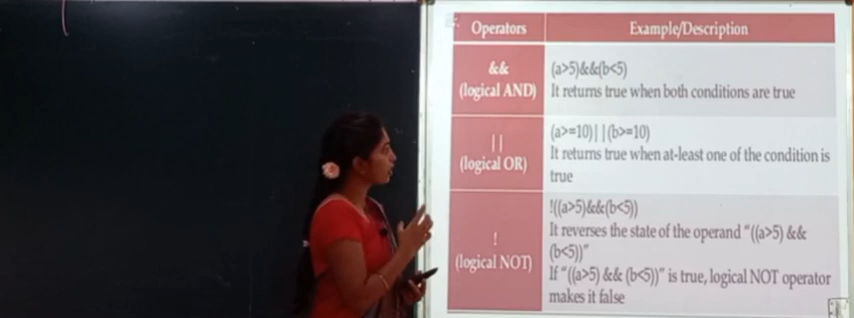 Operators Example/Description
&& (a>5)&&(b<5)
(logical AND) It returns true when both conditions are true
|| (a>=10)||(b>=10)
(logical OR) It returns true when at-least one of the condition is
true
!((a>5)&&(b<5))
! It reverses the state of the operand "((a>5) &&
(b<5))"
(logical NOT) If "((a>5) && (b<5))" is true, logical NOT operator
makes it false